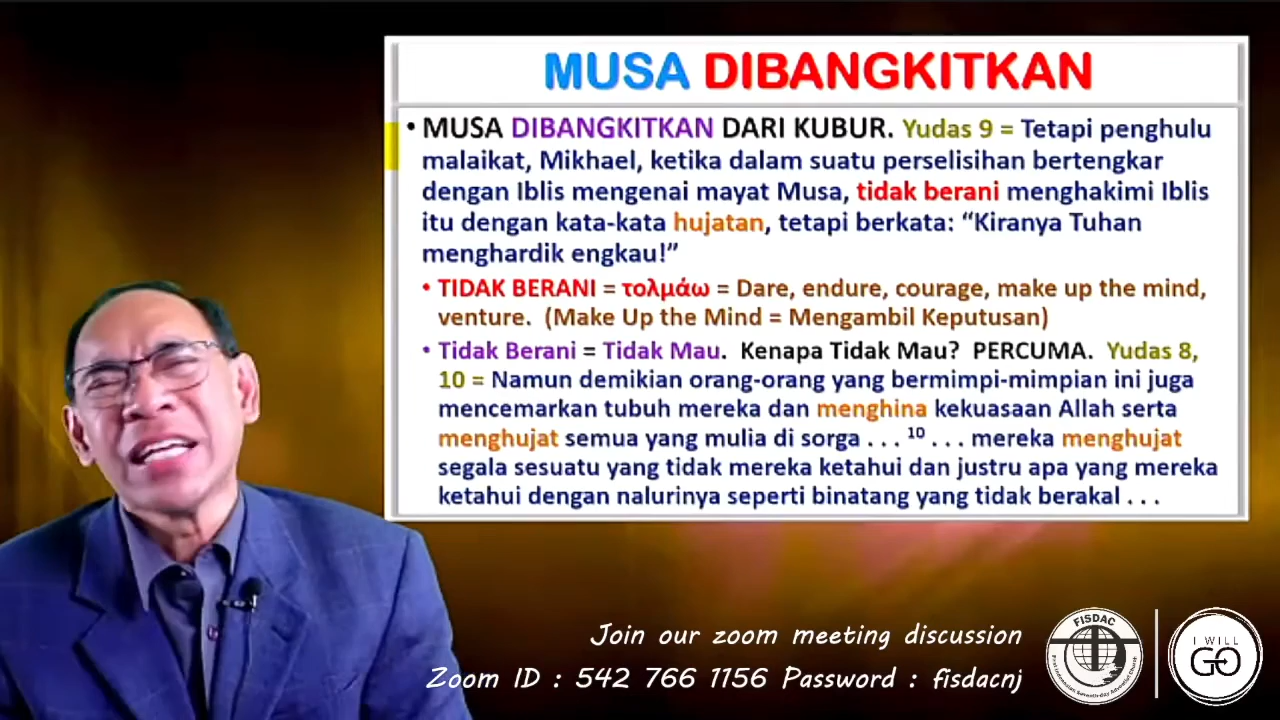 MUSA DIBANGKITKAN
• MUSA DIBANGKITKAN DARI KUBUR. Yudas 9 = Tetapi penghulu
malaikat, Mikhael, ketika dalam suatu perselisihan bertengkar
dengan Iblis mengenai mayat Musa, tidak berani menghakimi Iblis
itu dengan kata-kata hujatan, tetapi berkata: “Kiranya Tuhan
menghardik engkau!”
• TIDAK BERANI = τολμάω = Dare, endure, courage, make up the mind,
venture. (Make Up the Mind = Mengambil Keputusan)
• Tidak Berani = Tidak Mau. Kenapa Tidak Mau? PERCUMA. Yudas 8,
10 = Namun demikian orang-orang yang bermimpi-mimpian ini juga
mencemarkan tubuh mereka dan menghina kekuasaan Allah serta
menghujat semua yang mulia di sorga . . . ¹⁰ . . . mereka menghujat
segala sesuatu yang tidak mereka ketahui dan justru apa yang mereka
ketahui dengan nalurinya seperti binatang yang tidak berakal . . .
Join our zoom meeting discussion
Zoom ID : 542 766 1156 Password : fisdacnj
FISDAC
First Indonesian Seventh-day Adventist Church
I WILL
GO